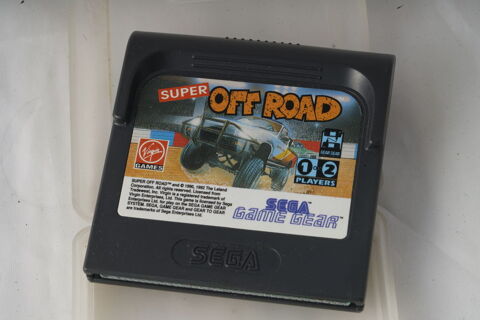 SUPER
OFF ROAD
GEAR GEAR
1-2
PLAYERS
Virgin
GAMES
SUPER OFF ROAD™ and © 1990, 1992 The Leland
Corporation. All rights reserved. Licensed from
Tradewest, Inc. Virgin is a registered trademark of
Virgin Enterprises Ltd. This game is licensed by Sega
Enterprises Ltd. for play on the SEGA GAME GEAR
SYSTEM. SEGA, GAME GEAR and GEAR TO GEAR
are trademarks of Sega Enterprises Ltd.
SEGA
GAME GEAR
SEGA